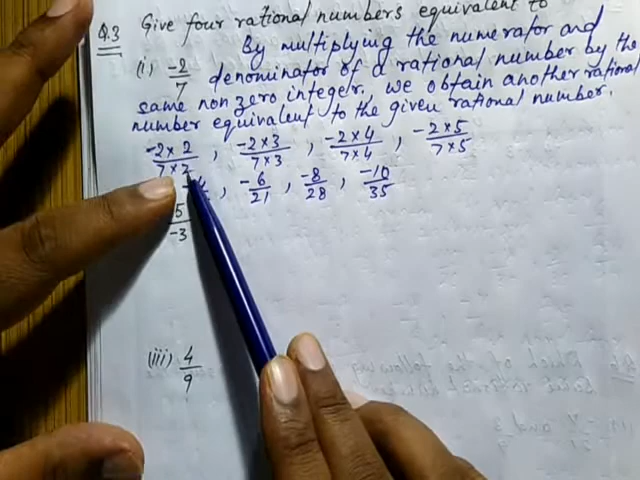 Q.3 Give four rational numbers equivalent to
(i) -2/7 By multiplying the numerator and
denominator of a rational number by the
same non zero integer, we obtain another rational
number equivalent to the given rational number.
-2×2/7×2, -2×3/7×3, -2×4/7×4, -2×5/7×5
-4, -6/21, -8/28, -10/35
5/-3
(iii) 4/9